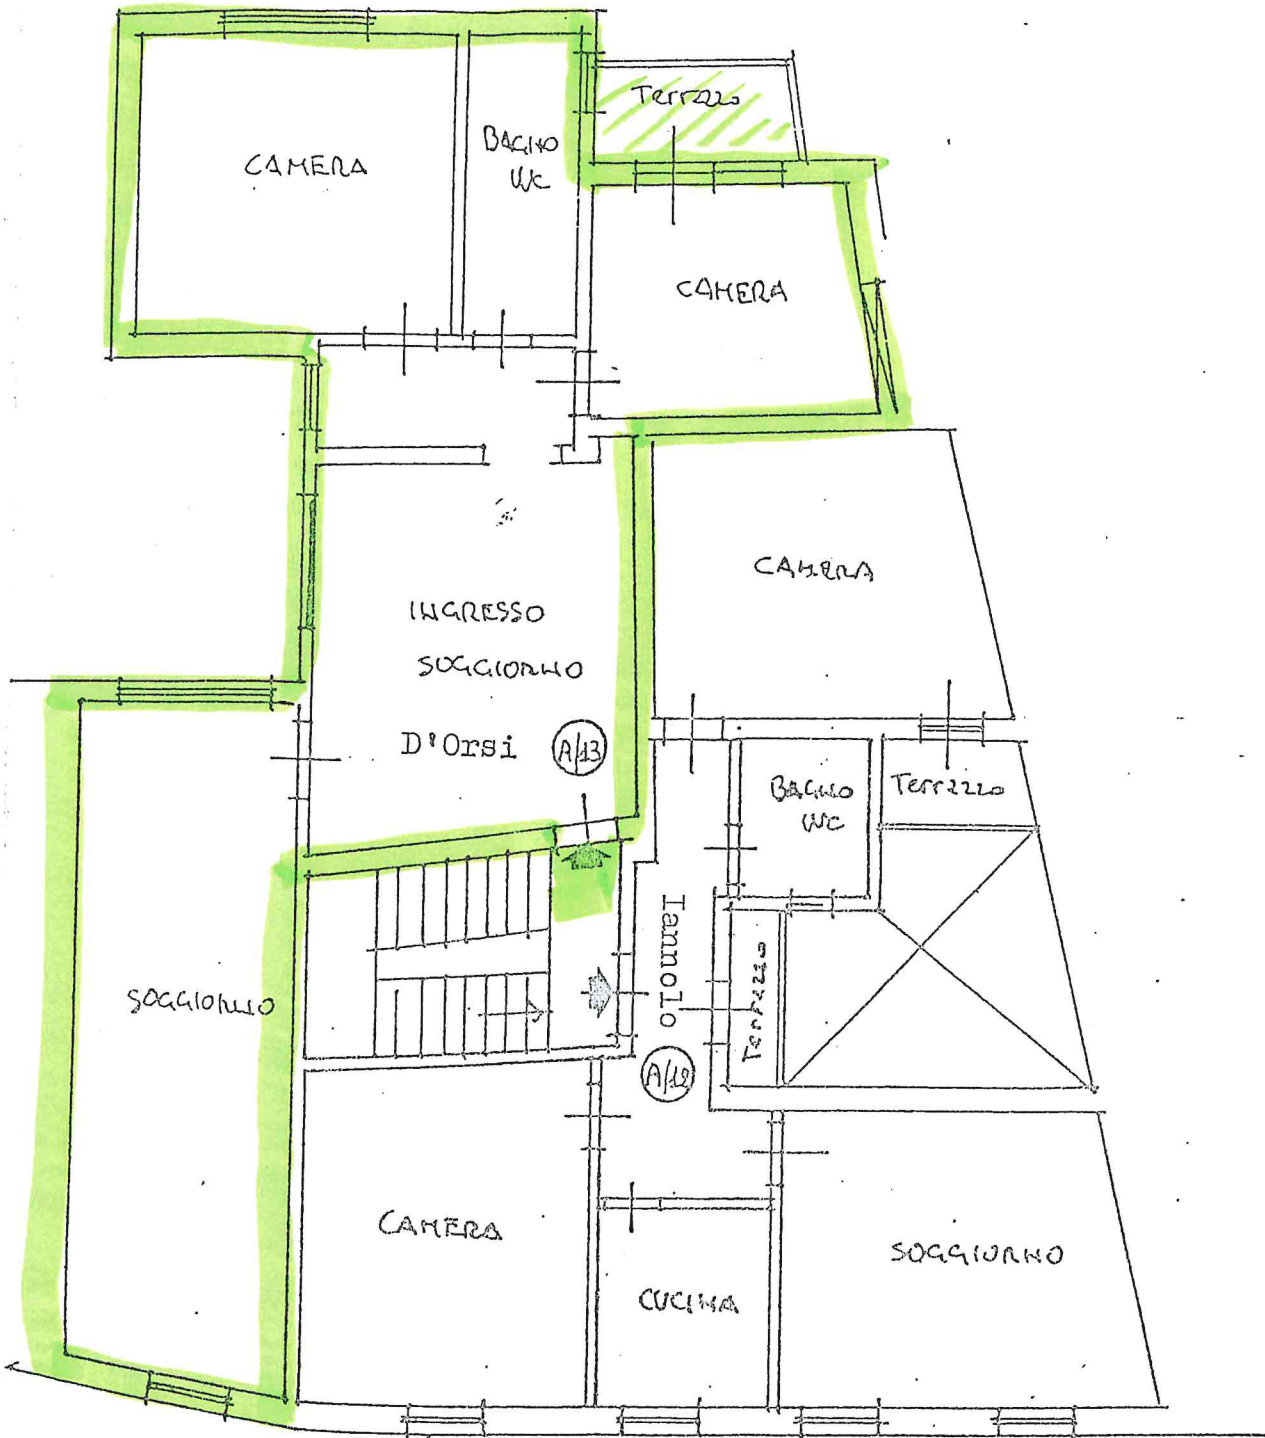 Terrazzo
BAGNO
WC
CAMERA
CAMERA
CAMERA
INGRESSO
SOGGIORNO
D'Orsi
A/13
BAGNO
WC
Terrazzo
Iannolo
Terrazzo
SOGGIORNO
A/12
CAMERA
SOGGIORNO
CUCINA